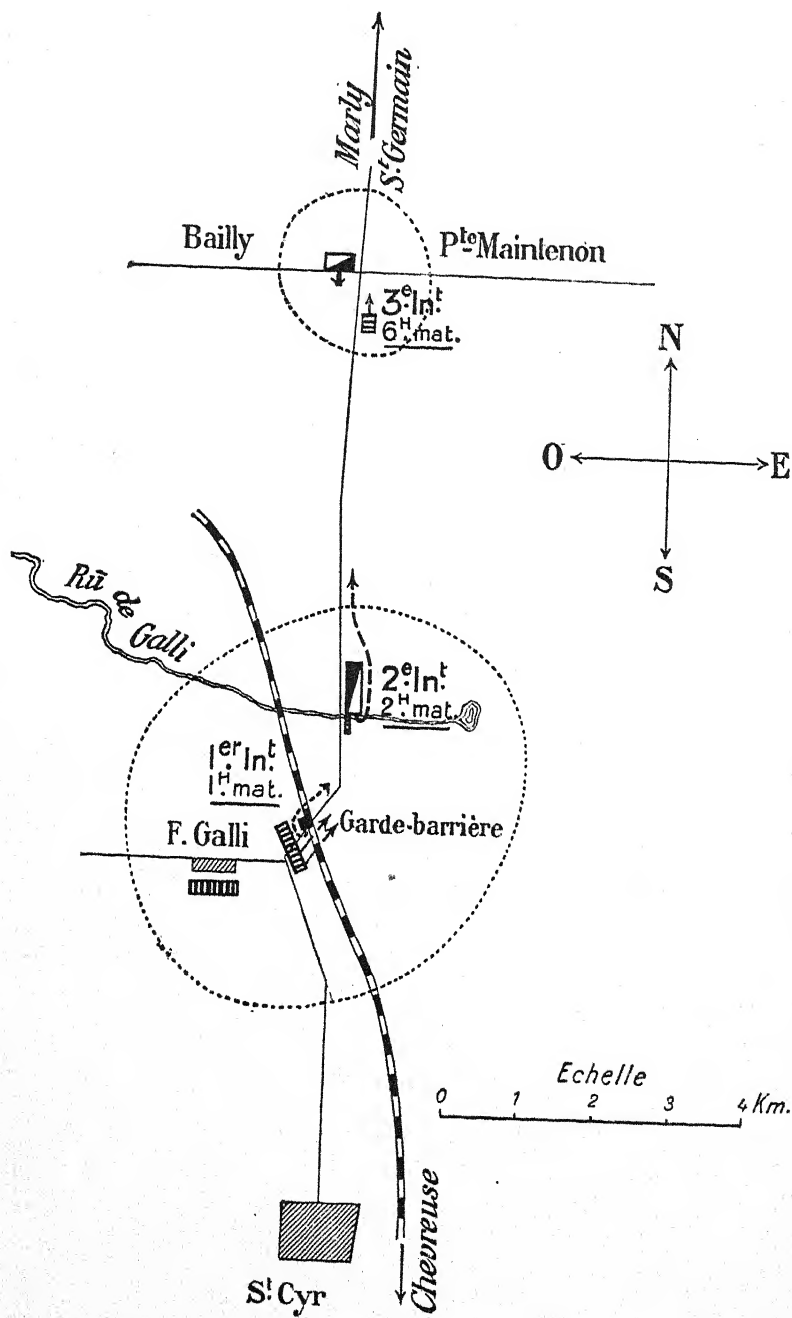 Marly
St. Germain
Bailly
Pte Maintenon
3e. Int.
6H. mat.
N
O
E
S
Rû de Galli
2e. Int.
2H. mat.
1er. Int.
1H. mat.
F. Galli
Garde-barrière
Echelle
0 1 2 3 4 Km.
St. Cyr
Chevreuse